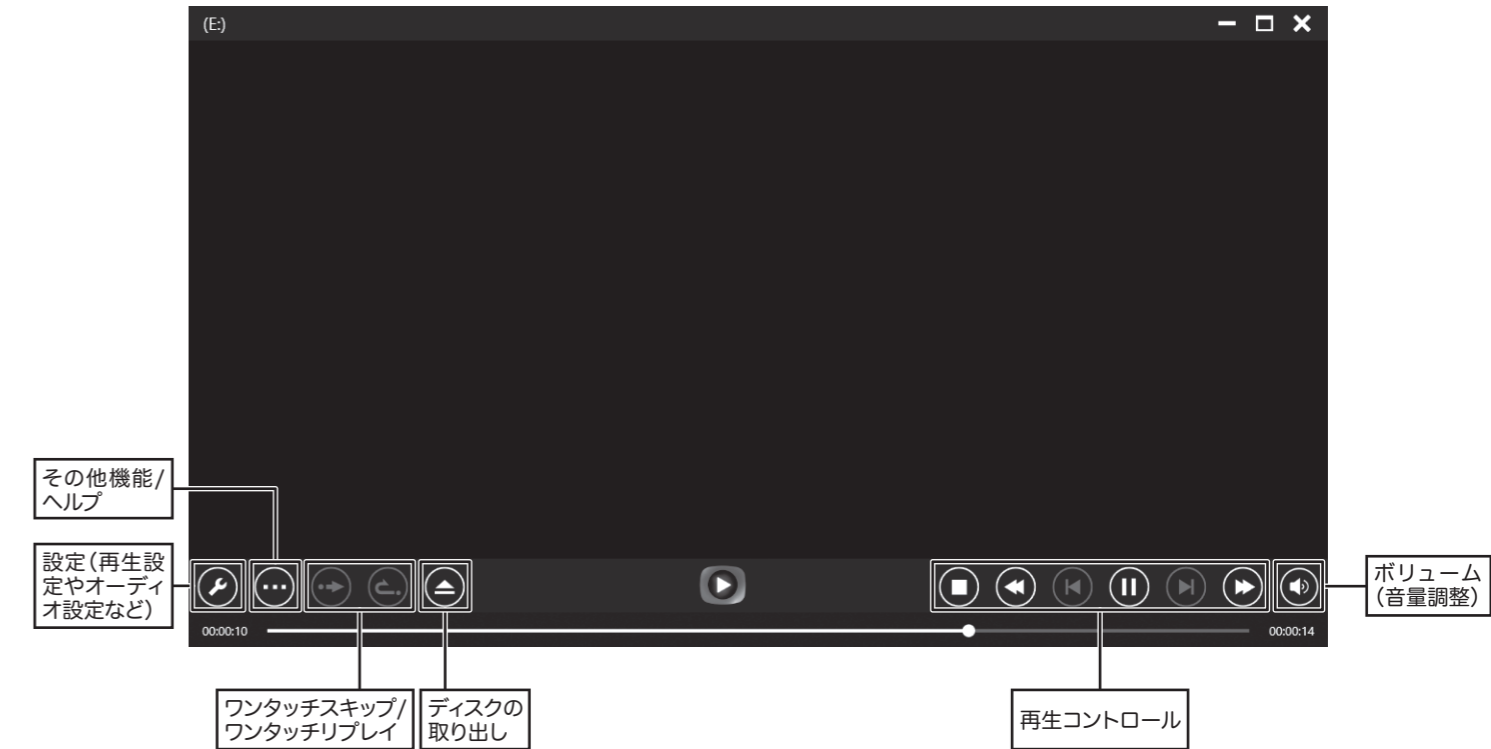 (E:)
その他機能/
ヘルプ
設定（再生設
定やオーディ
オ設定など）
ボリューム
（音量調整）
00:00:10
00:00:14
ワンタッチスキップ/
ワンタッチリプレイ
ディスクの
取り出し
再生コントロール